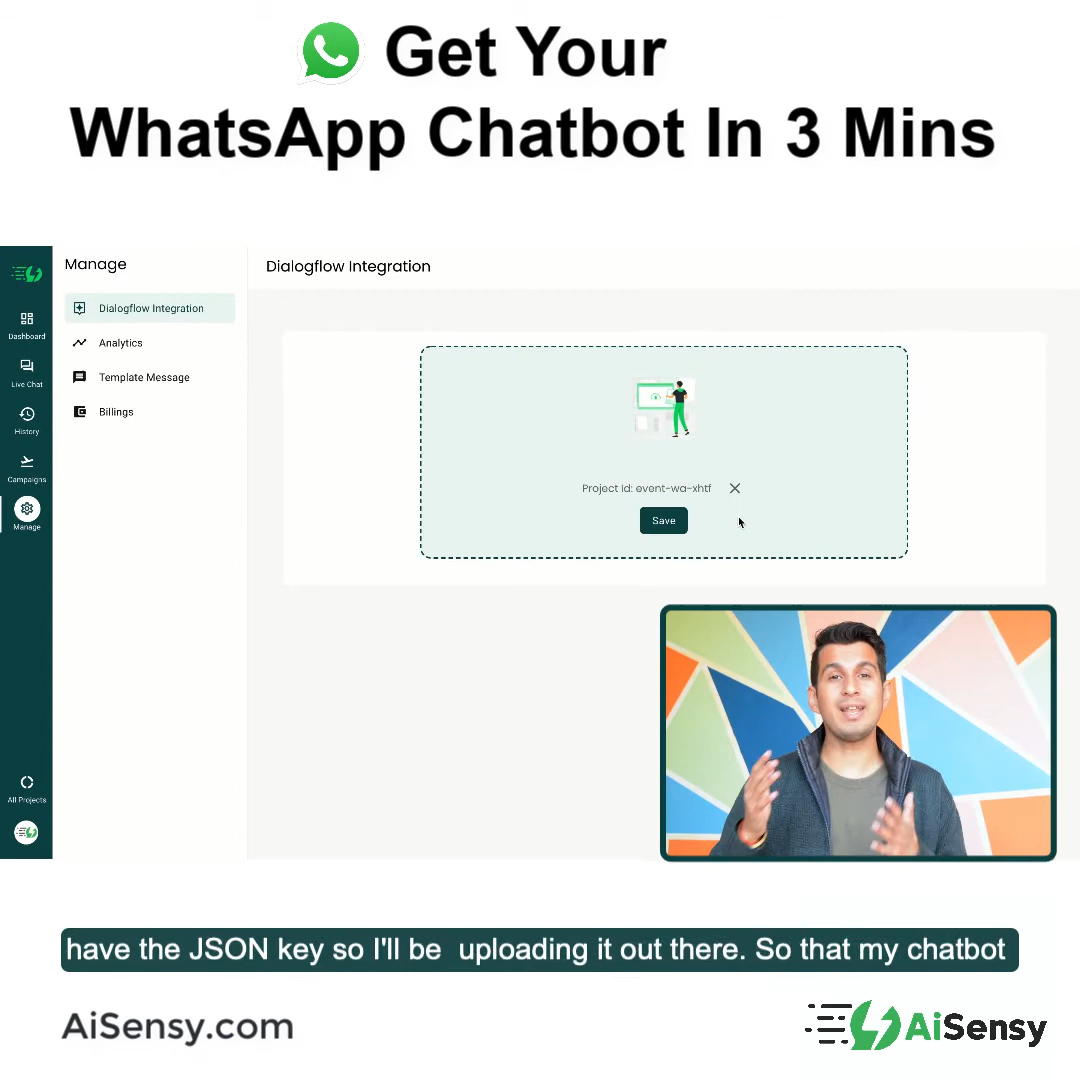 Get Your
WhatsApp Chatbot In 3 Mins
Manage
Dialogflow Integration
Analytics
Template Message
Billings
Dashboard
Live Chat
History
Campaigns
Manage
All Projects
Dialogflow Integration
Project Id: event-wa-xhtf
Save
have the JSON key so I'll be  uploading it out there. So that my chatbot
AiSensy.com
AiSensy